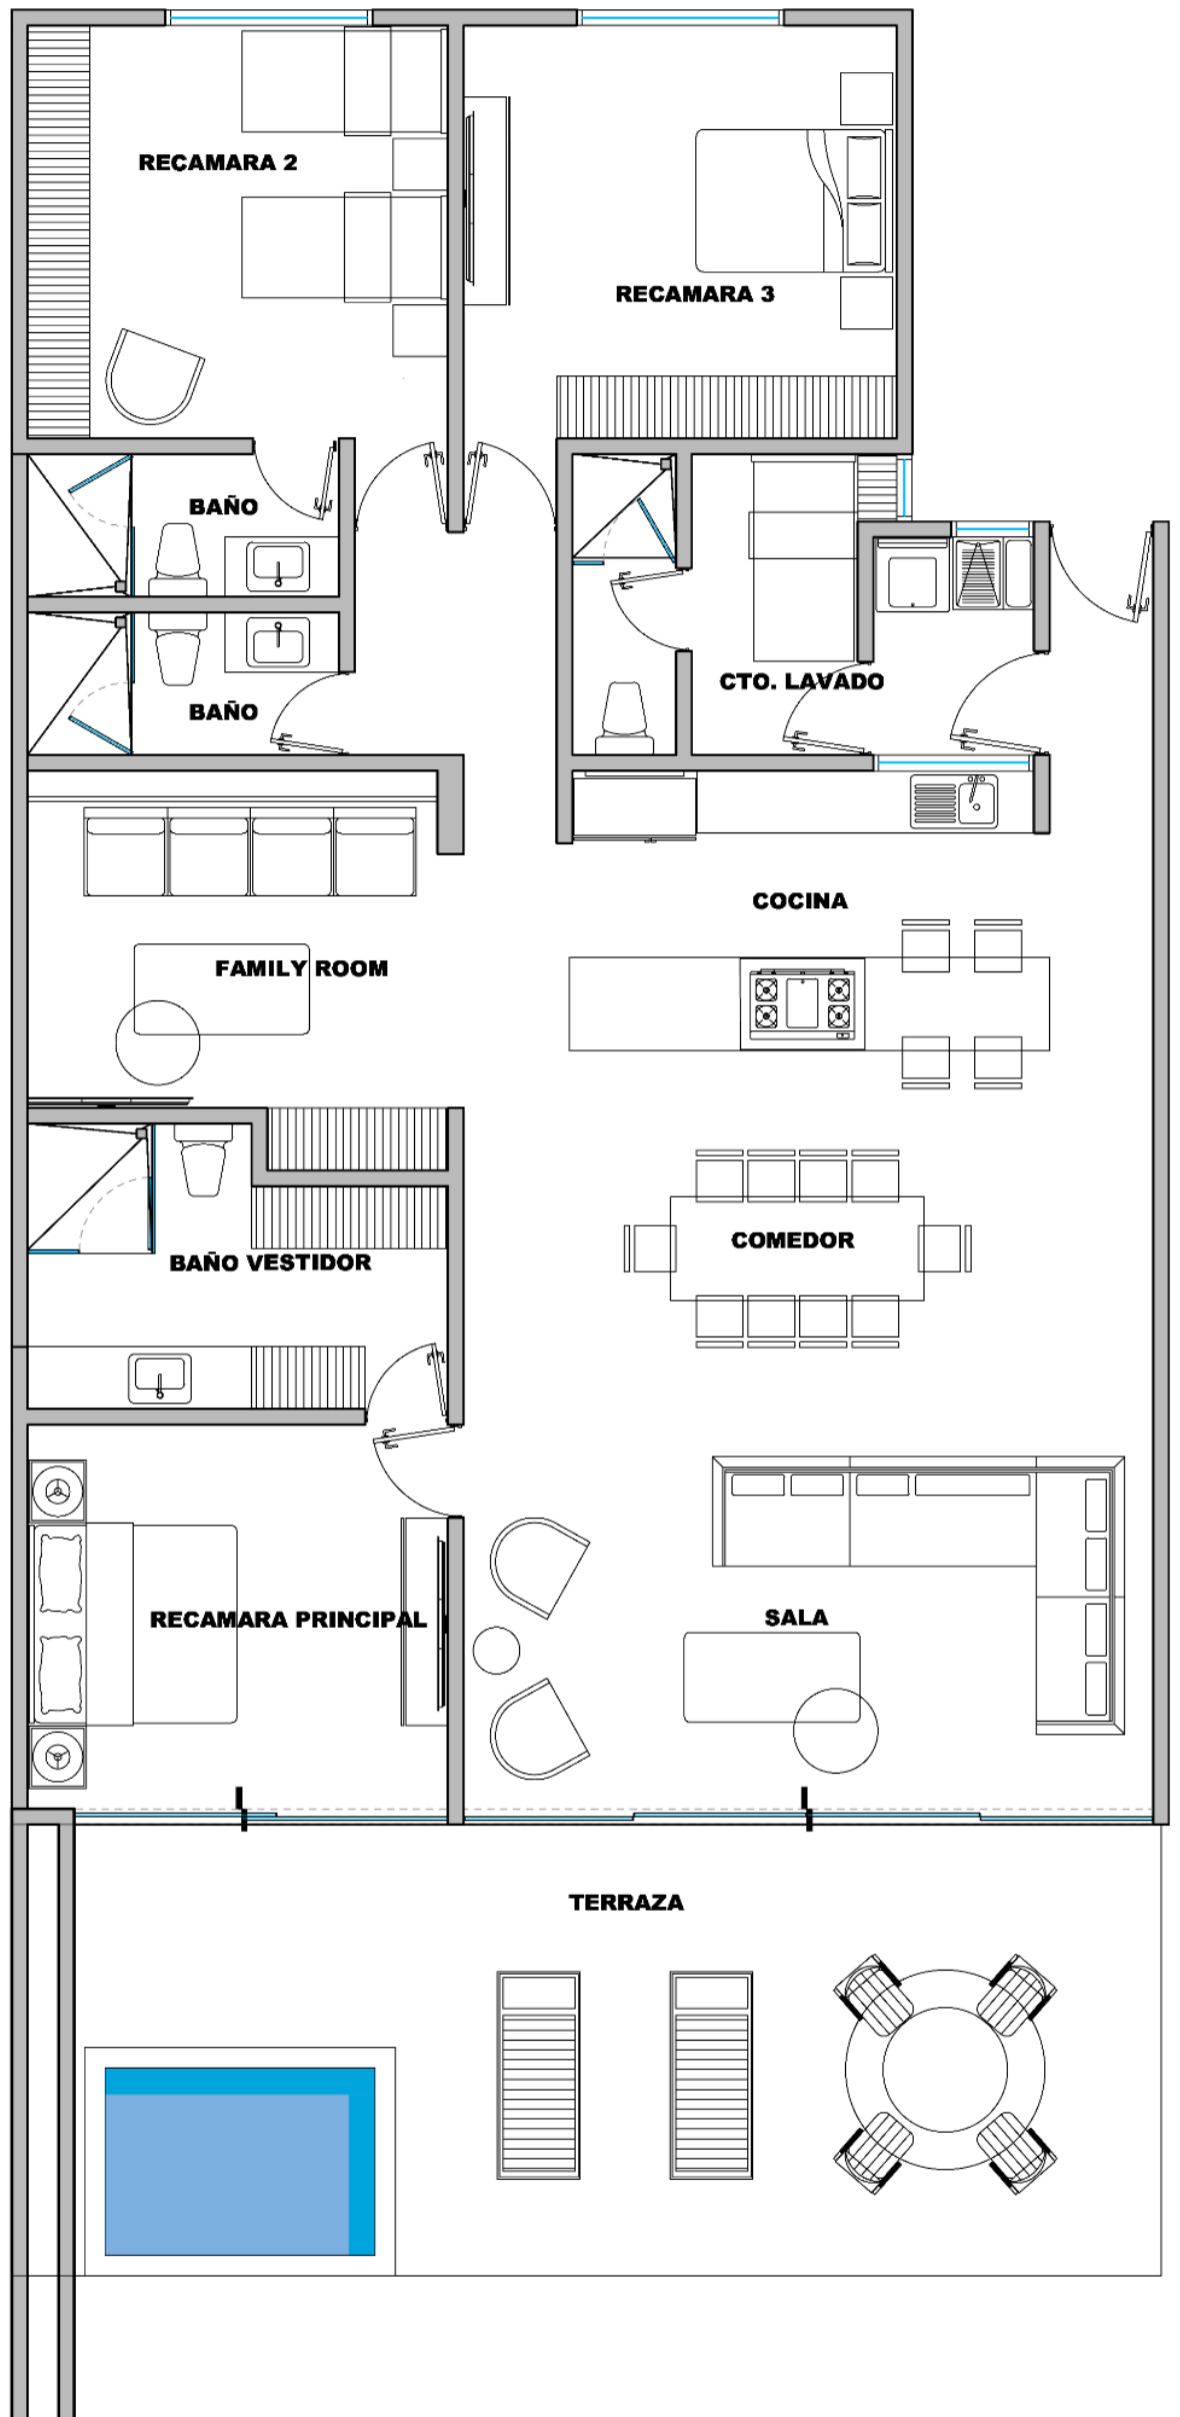 RECAMARA 2
RECAMARA 3
BAÑO
CTO. LAVADO
BAÑO
COCINA
FAMILY ROOM
COMEDOR
BAÑO VESTIDOR
SALA
RECAMARA PRINCIPAL
TERRAZA